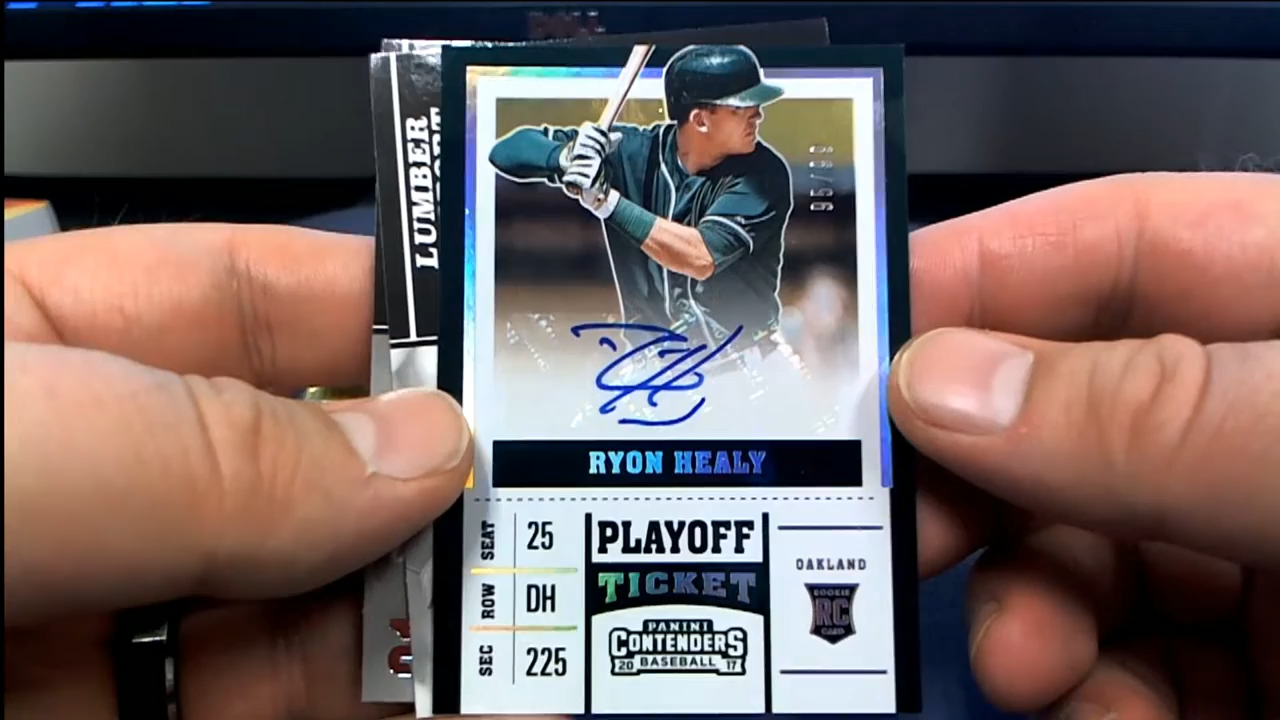 LUMBER
RYON HEALY
SEAT 25
ROW DH
SEC 225
PLAYOFF
TICKET
PANINI
CONTENDERS
20 BASEBALL 17
OAKLAND
ROOKIE
RC
CARD